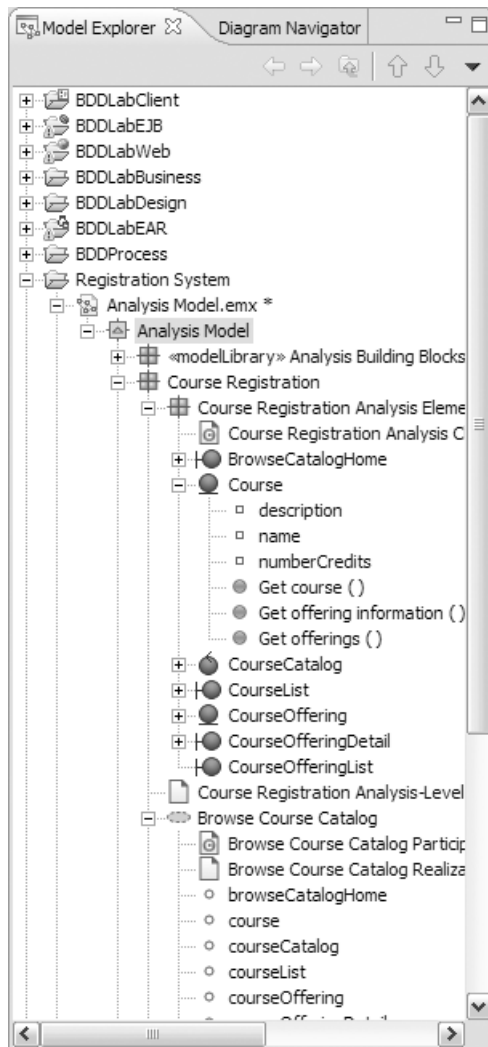 Model Explorer Diagram Navigator
BDDLabClient
BDDLabEJB
BDDLabWeb
BDDLabBusiness
BDDLabDesign
BDDLabEAR
BDDProcess
Registration System
Analysis Model.emx *
Analysis Model
«modelLibrary» Analysis Building Blocks
Course Registration
Course Registration Analysis Eleme
Course Registration Analysis C
BrowseCatalogHome
Course
description
name
numberCredits
Get course ( )
Get offering information ( )
Get offerings ( )
CourseCatalog
CourseList
CourseOffering
CourseOfferingDetail
CourseOfferingList
Course Registration Analysis-Level
Browse Course Catalog
Browse Course Catalog Particip
Browse Course Catalog Realiza
browseCatalogHome
course
courseCatalog
courseList
courseOffering